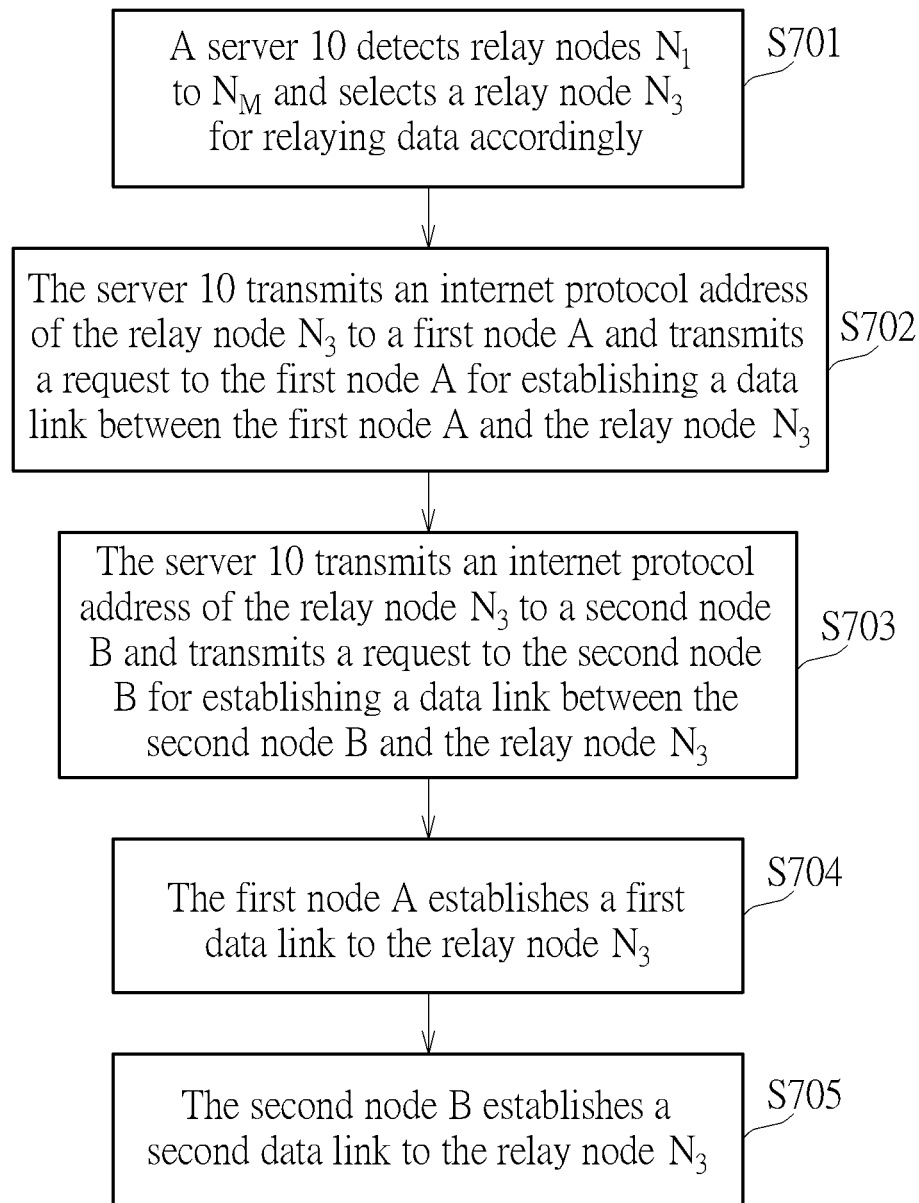 A server 10 detects relay nodes N₁
to N_M and selects a relay node N₃
for relaying data accordingly
S701
The server 10 transmits an internet protocol address
of the relay node N₃ to a first node A and transmits
a request to the first node A for establishing a data
link between the first node A and the relay node N₃
S702
The server 10 transmits an internet protocol
address of the relay node N₃ to a second node
B and transmits a request to the second node
B for establishing a data link between the
second node B and the relay node N₃
S703
The first node A establishes a first
data link to the relay node N₃
S704
The second node B establishes a
second data link to the relay node N₃
S705